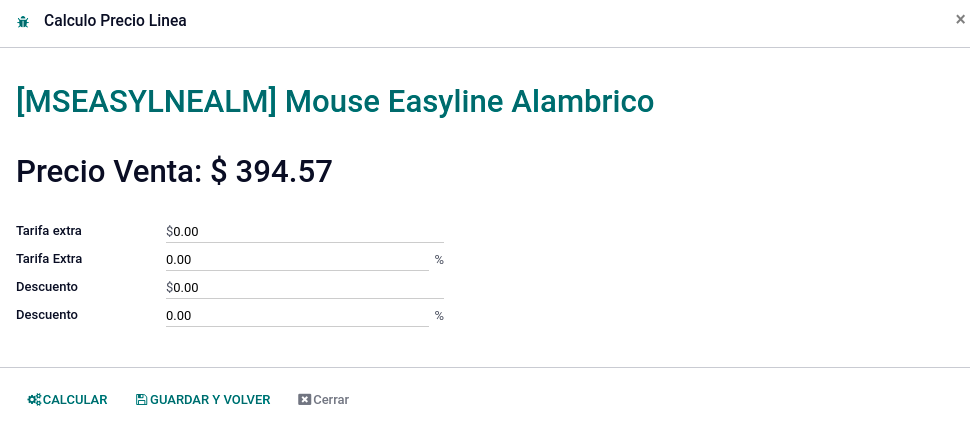 Calculo Precio Linea
×
[MSEASYLNEALM] Mouse Easyline Alambrico
Precio Venta: $ 394.57
Tarifa extra $0.00
Tarifa Extra 0.00 %
Descuento $0.00
Descuento 0.00 %
CALCULAR GUARDAR Y VOLVER Cerrar